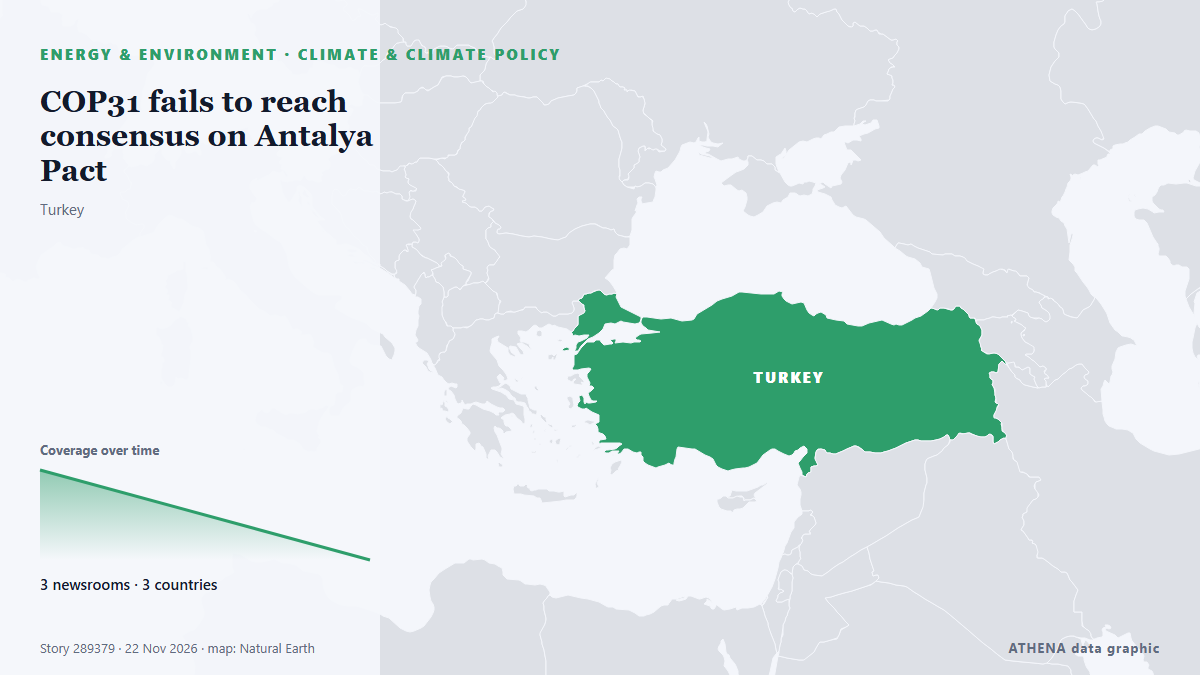 ENERGY & ENVIRONMENT · CLIMATE & CLIMATE POLICY
COP31 fails to reach
consensus on Antalya
Pact
Turkey
TURKEY
Coverage over time
3 newsrooms · 3 countries
Story 289379 · 22 Nov 2026 · map: Natural Earth
ATHENA data graphic